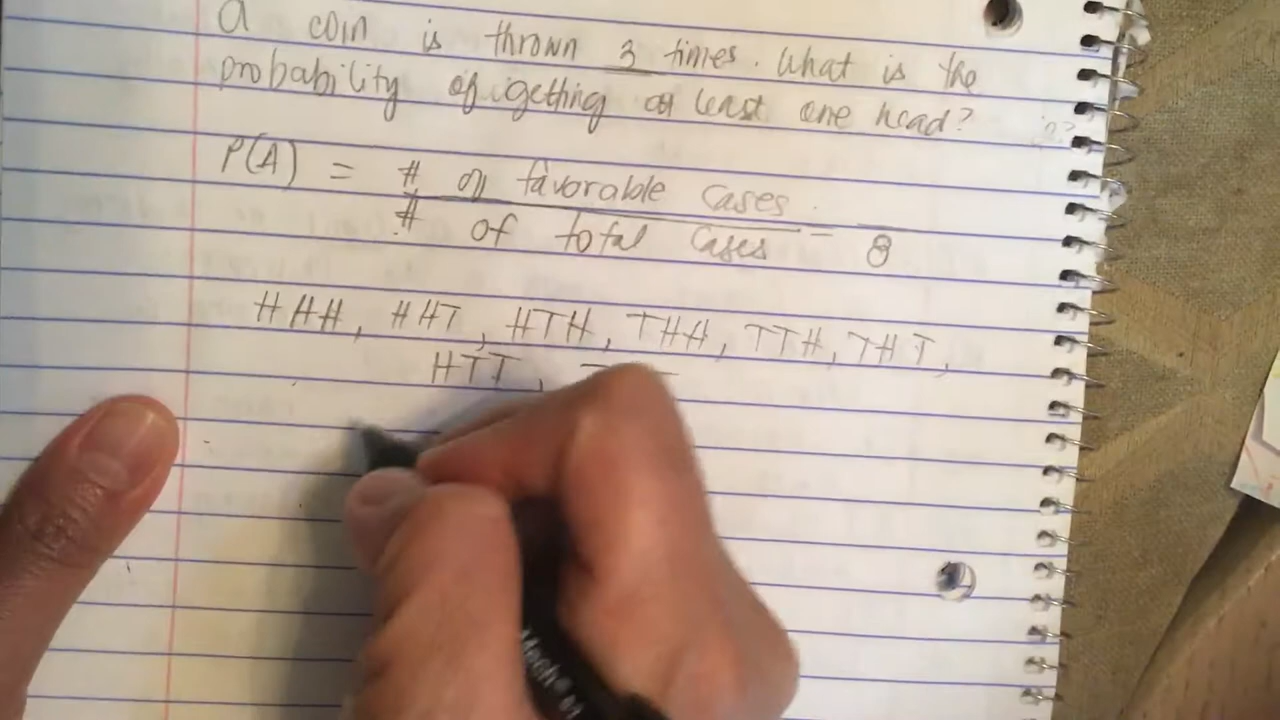 a coin is thrown 3 times. What is the
probability of getting at least one head?
P(A) = # of favorable cases
# of total cases = 8
HHH, HHT, HTH, THH, TTH, THT,
HTT,